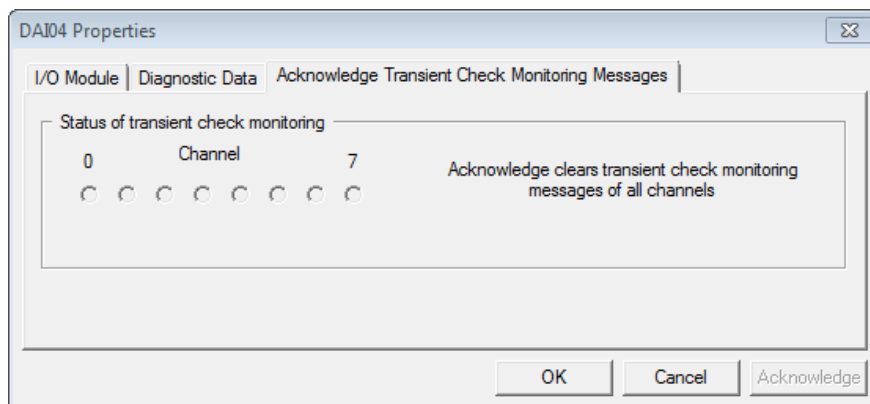 DAI04 Properties
I/O Module
Diagnostic Data
Acknowledge Transient Check Monitoring Messages
Status of transient check monitoring
0 Channel 7
Acknowledge clears transient check monitoring
messages of all channels
OK
Cancel
Acknowledge